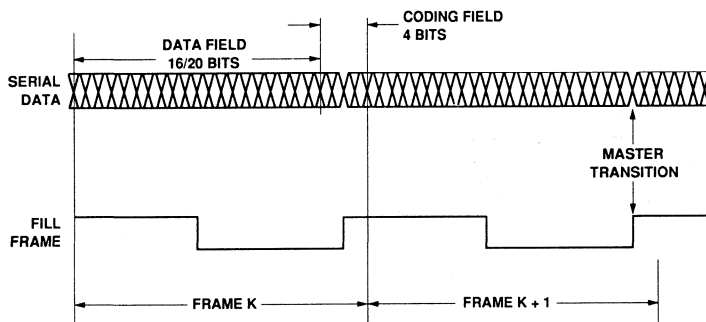 CODING FIELD
4 BITS
DATA FIELD
16/20 BITS
SERIAL
DATA
MASTER
TRANSITION
FILL
FRAME
FRAME K
FRAME K + 1